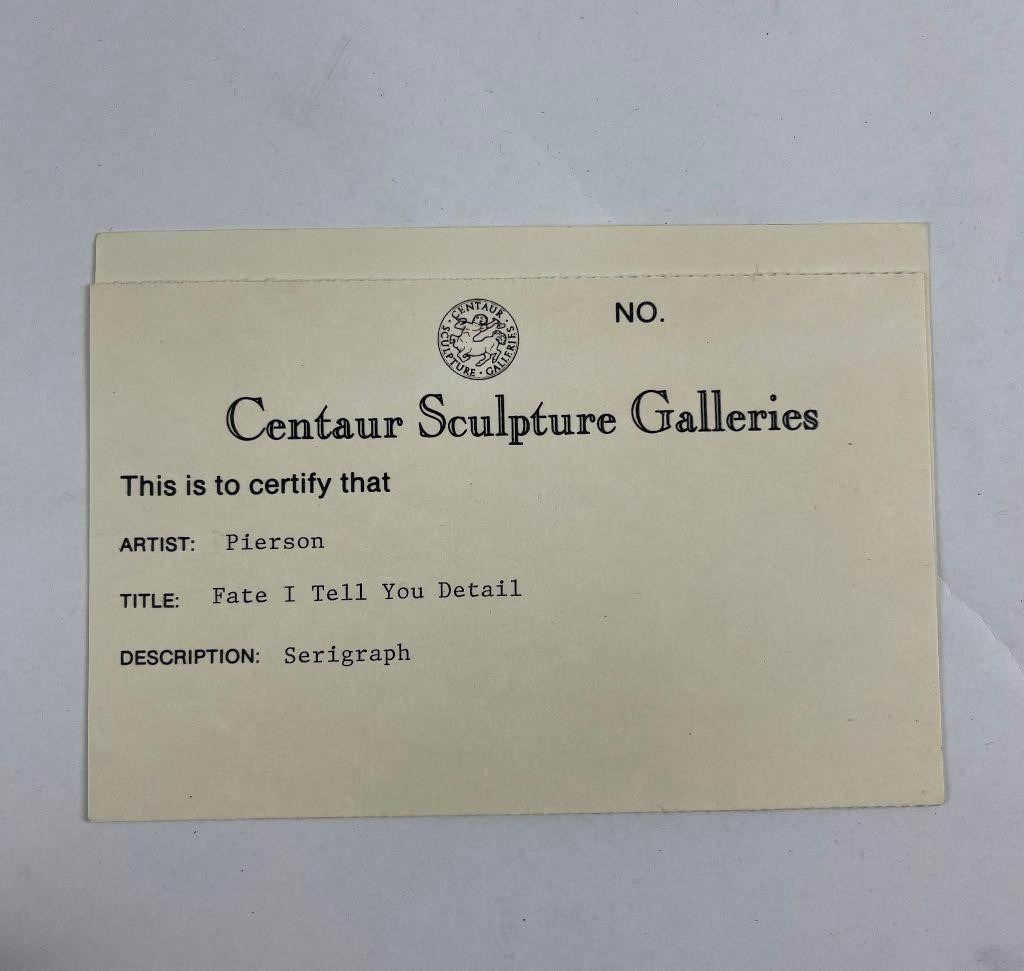 CENTAUR · SCULPTURE · GALLERIES ·
NO.
Centaur Sculpture Galleries
This is to certify that
ARTIST: Pierson
TITLE: Fate I Tell You Detail
DESCRIPTION: Serigraph